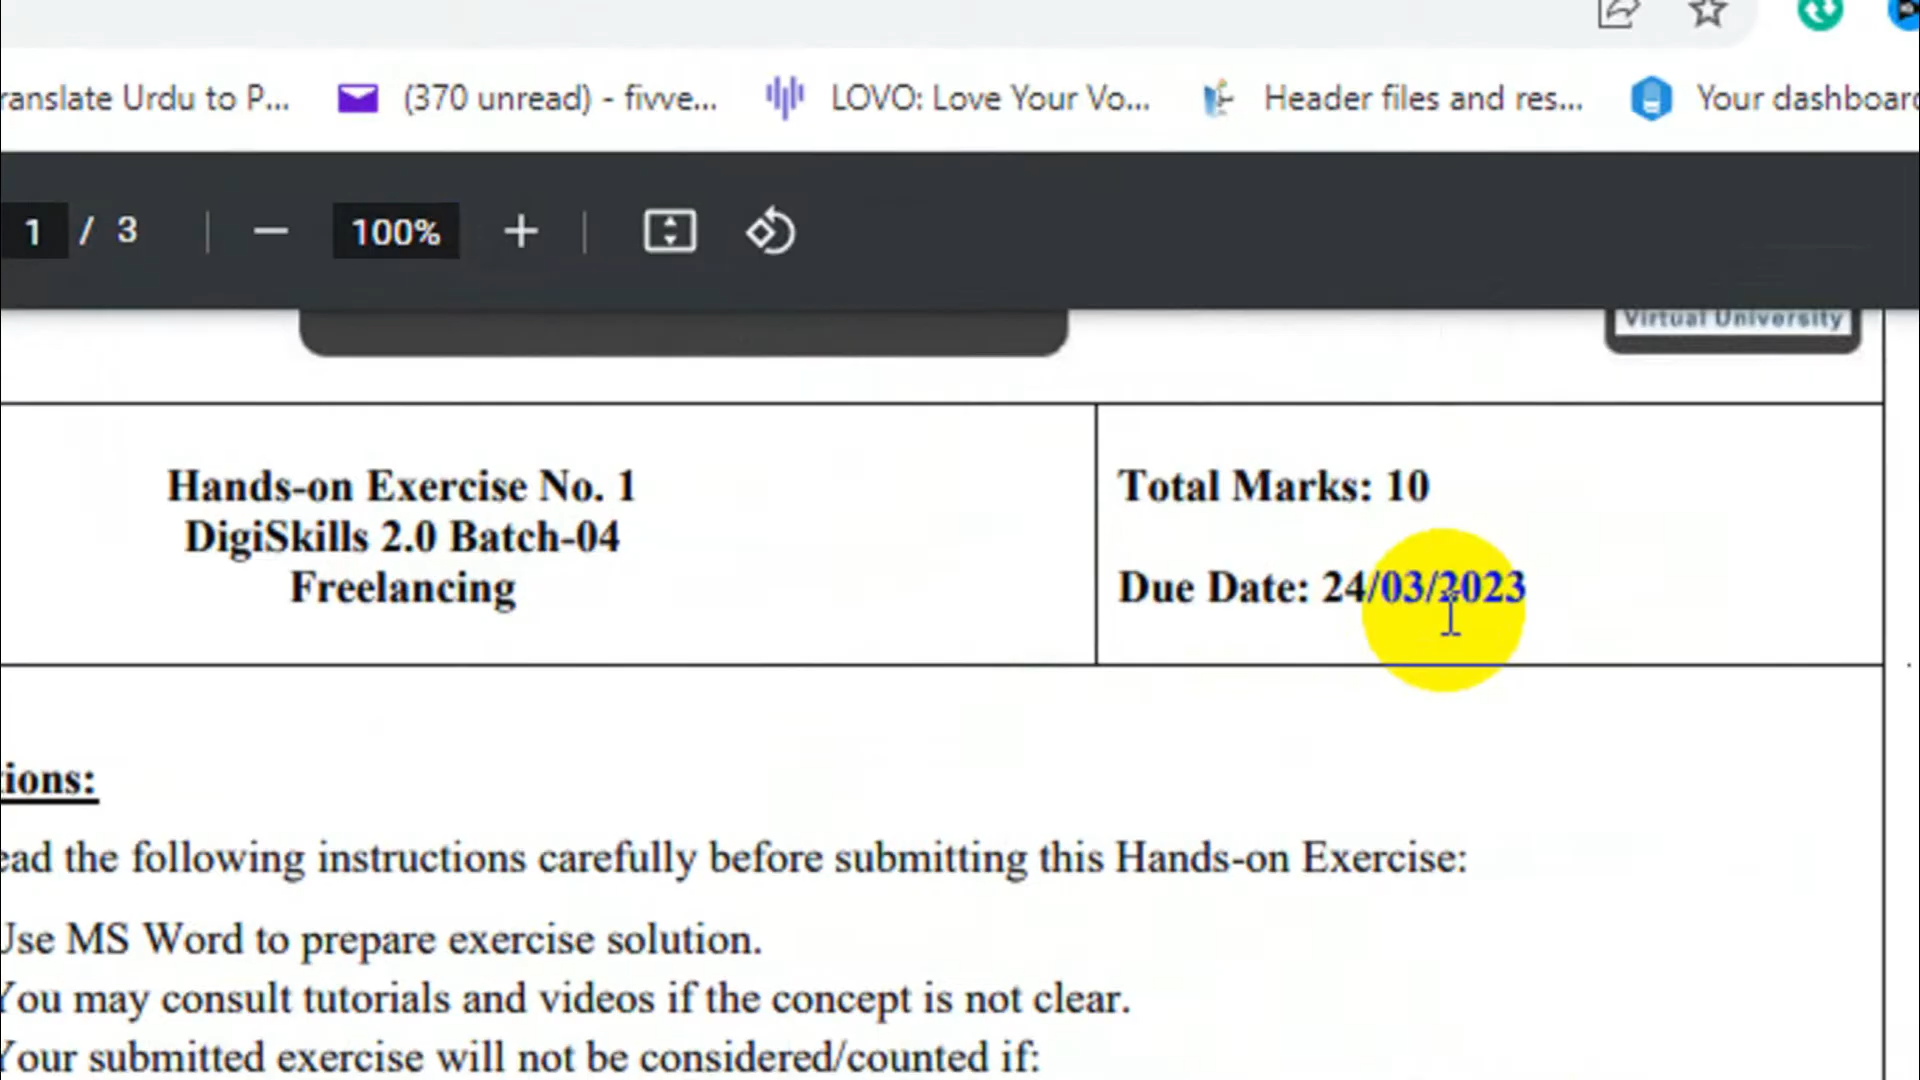 ranslate Urdu to P... (370 unread) - fivve... LOVO: Love Your Vo... Header files and res... Your dashboard
1 / 3 100%
Virtual University
Hands-on Exercise No. 1
DigiSkills 2.0 Batch-04
Freelancing
Total Marks: 10
Due Date: 24/03/2023
tions:
ead the following instructions carefully before submitting this Hands-on Exercise:
Use MS Word to prepare exercise solution.
You may consult tutorials and videos if the concept is not clear.
Your submitted exercise will not be considered/counted if: